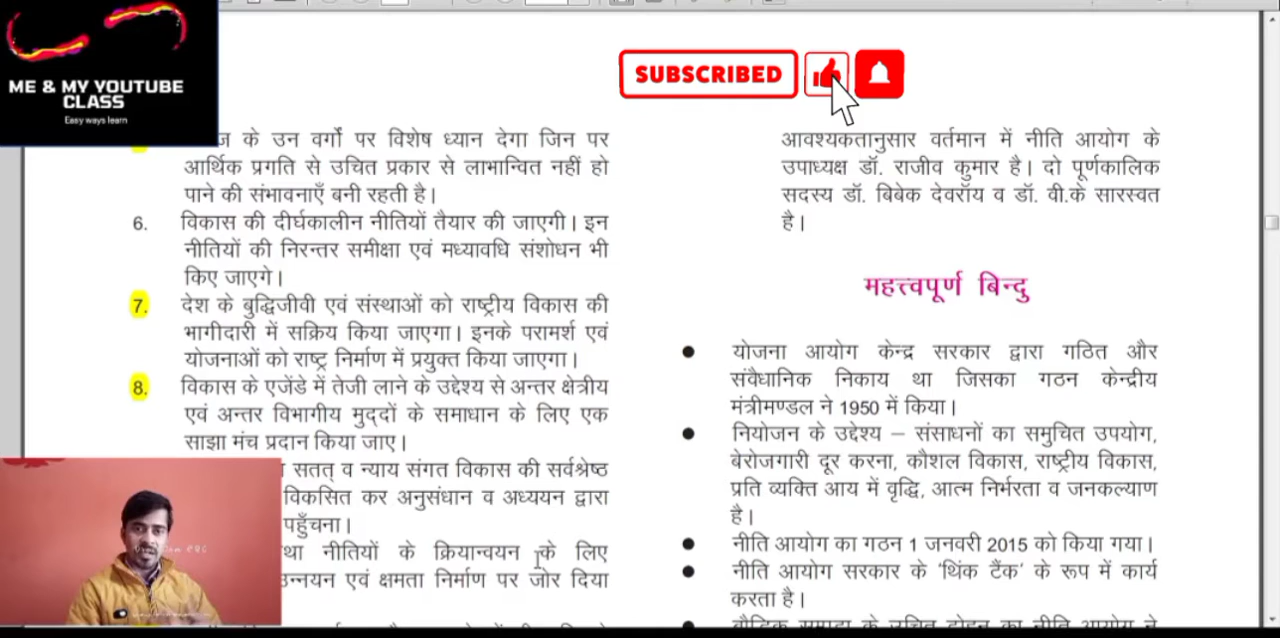 ME & MY YOUTUBE
CLASS
Easy ways learn
SUBSCRIBED
के उन वर्गों पर विशेष ध्यान देगा जिन पर
आर्थिक प्रगति से उचित प्रकार से लाभान्वित नहीं हो
पाने की संभावनाएँ बनी रहती है।
6. विकास की दीर्घकालीन नीतियों तैयार की जाएगी। इन
नीतियों की निरन्तर समीक्षा एवं मध्यावधि संशोधन भी
किए जाएगे।
7. देश के बुद्धिजीवी एवं संस्थाओं को राष्ट्रीय विकास की
भागीदारी में सक्रिय किया जाएगा। इनके परामर्श एवं
योजनाओं को राष्ट्र निर्माण में प्रयुक्त किया जाएगा।
8. विकास के एजेंडे में तेजी लाने के उद्देश्य से अन्तर क्षेत्रीय
एवं अन्तर विभागीय मुद्दों के समाधान के लिए एक
साझा मंच प्रदान किया जाए।
सतत् व न्याय संगत विकास की सर्वश्रेष्ठ
विकसित कर अनुसंधान व अध्ययन द्वारा
पहुँचना।
नीतियों के क्रियान्वयन के लिए
एवं क्षमता निर्माण पर जोर दिया
आवश्यकतानुसार वर्तमान में नीति आयोग के
उपाध्यक्ष डॉ. राजीव कुमार है। दो पूर्णकालिक
सदस्य डॉ. बिबेक देवरॉय व डॉ. वी.के सारस्वत
है।
महत्त्वपूर्ण बिन्दु
● योजना आयोग केन्द्र सरकार द्वारा गठित और
संवैधानिक निकाय था जिसका गठन केन्द्रीय
मंत्रीमण्डल ने 1950 में किया।
● नियोजन के उद्देश्य – संसाधनों का समुचित उपयोग,
बेरोजगारी दूर करना, कौशल विकास, राष्ट्रीय विकास,
प्रति व्यक्ति आय में वृद्धि, आत्म निर्भरता व जनकल्याण
है।
● नीति आयोग का गठन 1 जनवरी 2015 को किया गया।
● नीति आयोग सरकार के 'थिंक टैंक' के रूप में कार्य
करता है।
● बौद्धिक सम्पदा के उचित दोहन का नीति आयोग ने